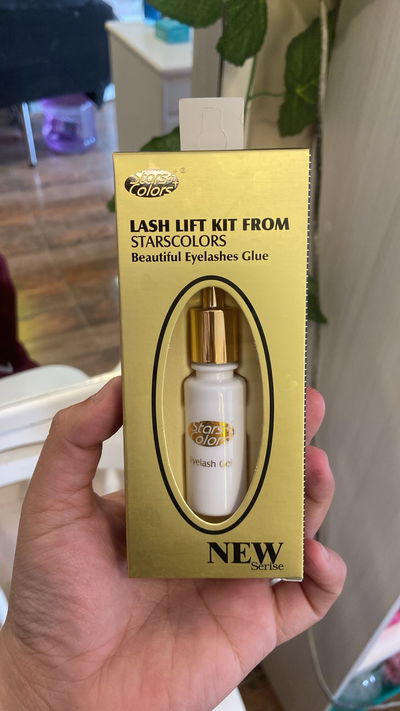 Stars
Colors
LASH LIFT KIT FROM
STARSCOLORS
Beautiful Eyelashes Glue
Stars
Colors
Eyelash Gel
NEW
Serise